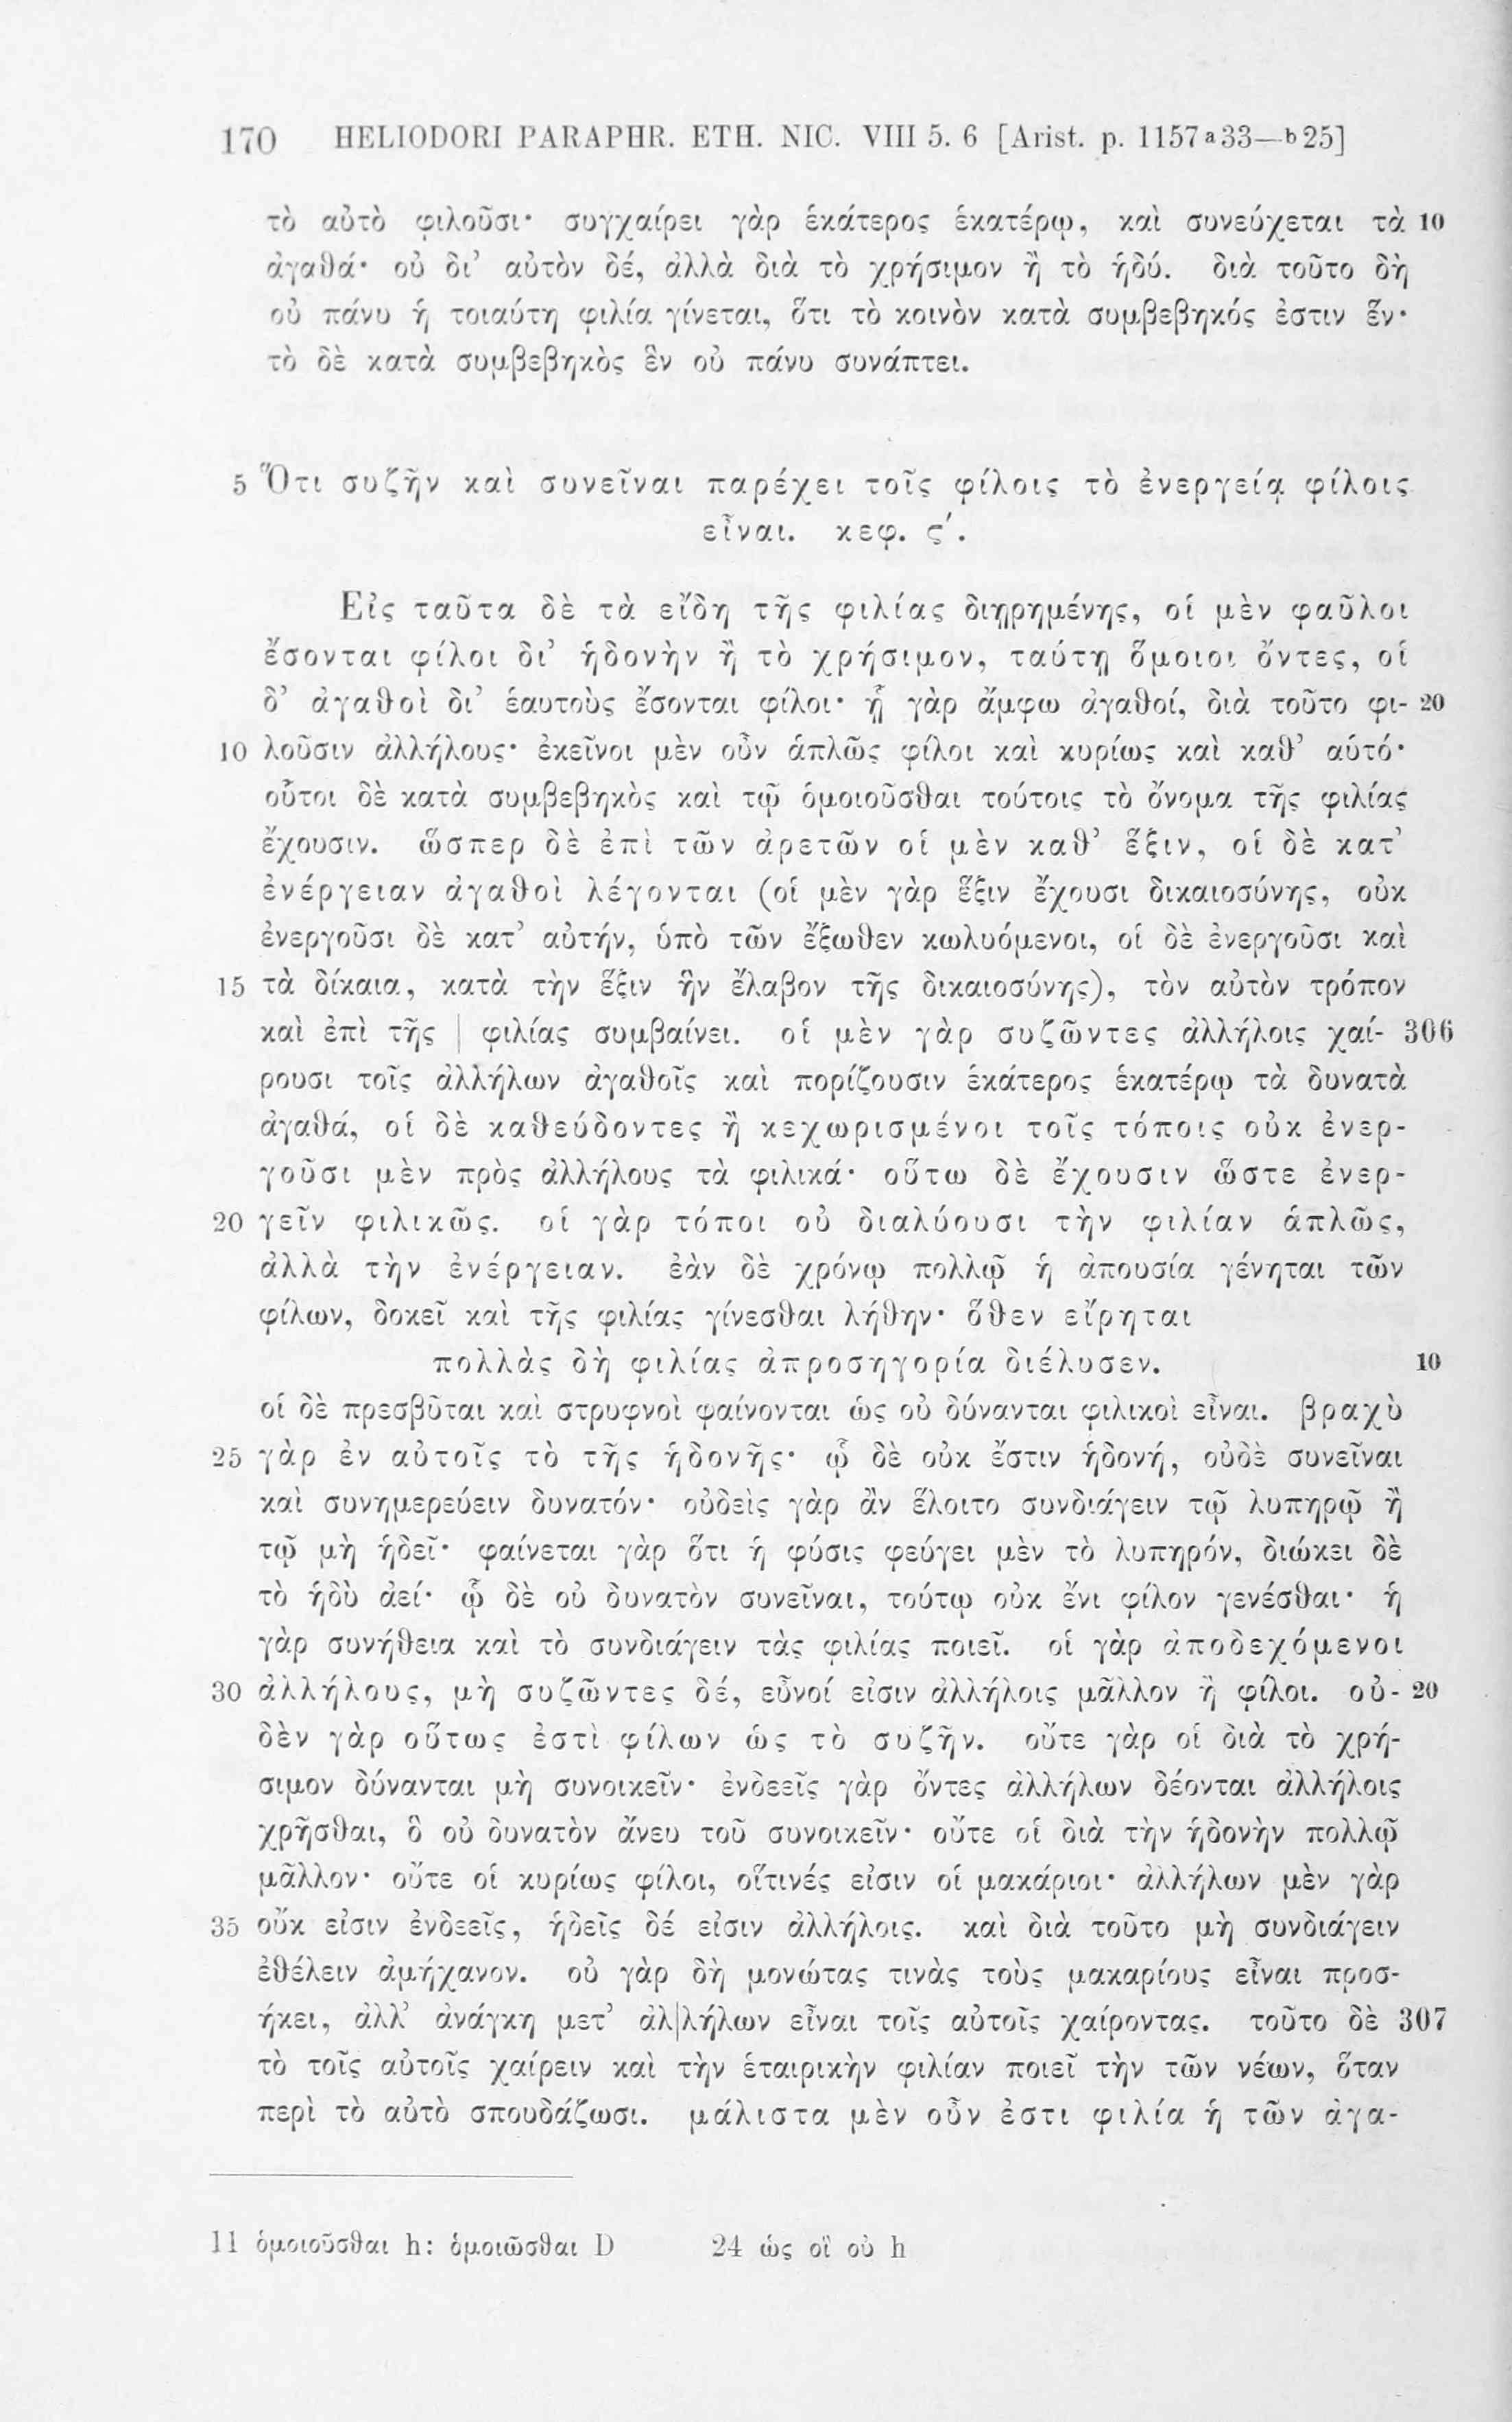 170 HELIODORI PARAPHR. ETH. NIC. VIII 5. 6 [Arist. p. 1157ᵃ33—ᵇ25]
τὸ αὐτὸ φιλοῦσι· συγχαίρει γὰρ ἑκάτερος ἑκατέρῳ, καὶ συνεύχεται τὰ 10
ἀγαθά· οὐ δι’ αὐτὸν δέ, ἀλλὰ διὰ τὸ χρήσιμον ἢ τὸ ἡδύ. διὰ τοῦτο δὴ
οὐ πάνυ ἡ τοιαύτη φιλία γίνεται, ὅτι τὸ κοινὸν κατὰ συμβεβηκός ἐστιν ἕν·
τὸ δὲ κατὰ συμβεβηκὸς ἓν οὐ πάνυ συνάπτει.
5 Ὅτι συζῆν καὶ συνεῖναι παρέχει τοῖς φίλοις τὸ ἐνεργείᾳ φίλοις
εἶναι. κεφ. ϛʹ.
Εἰς ταῦτα δὲ τὰ εἴδη τῆς φιλίας διῃρημένης, οἱ μὲν φαῦλοι
ἔσονται φίλοι δι’ ἡδονὴν ἢ τὸ χρήσιμον, ταύτῃ ὅμοιοι ὄντες, οἱ
δ’ ἀγαθοὶ δι’ ἑαυτοὺς ἔσονται φίλοι· ᾗ γὰρ ἄμφω ἀγαθοί, διὰ τοῦτο φι- 20
10 λοῦσιν ἀλλήλους· ἐκεῖνοι μὲν οὖν ἁπλῶς φίλοι καὶ κυρίως καὶ καθ’ αὑτό·
οὗτοι δὲ κατὰ συμβεβηκὸς καὶ τῷ ὁμοιοῦσθαι τούτοις τὸ ὄνομα τῆς φιλίας
ἔχουσιν. ὥσπερ δὲ ἐπὶ τῶν ἀρετῶν οἱ μὲν καθ’ ἕξιν, οἱ δὲ κατ’
ἐνέργειαν ἀγαθοὶ λέγονται (οἱ μὲν γὰρ ἕξιν ἔχουσι δικαιοσύνης, οὐκ
ἐνεργοῦσι δὲ κατ’ αὐτήν, ὑπὸ τῶν ἔξωθεν κωλυόμενοι, οἱ δὲ ἐνεργοῦσι καὶ
15 τὰ δίκαια, κατὰ τὴν ἕξιν ἣν ἔλαβον τῆς δικαιοσύνης), τὸν αὐτὸν τρόπον
καὶ ἐπὶ τῆς | φιλίας συμβαίνει. οἱ μὲν γὰρ συζῶντες ἀλλήλοις χαί- 306
ρουσι τοῖς ἀλλήλων ἀγαθοῖς καὶ πορίζουσιν ἑκάτερος ἑκατέρῳ τὰ δυνατὰ
ἀγαθά, οἱ δὲ καθεύδοντες ἢ κεχωρισμένοι τοῖς τόποις οὐκ ἐνερ-
γοῦσι μὲν πρὸς ἀλλήλους τὰ φιλικά· οὕτω δὲ ἔχουσιν ὥστε ἐνερ-
20 γεῖν φιλικῶς. οἱ γὰρ τόποι οὐ διαλύουσι τὴν φιλίαν ἁπλῶς,
ἀλλὰ τὴν ἐνέργειαν. ἐὰν δὲ χρόνῳ πολλῷ ἡ ἀπουσία γένηται τῶν
φίλων, δοκεῖ καὶ τῆς φιλίας γίνεσθαι λήθην· ὅθεν εἴρηται
πολλὰς δὴ φιλίας ἀπροσηγορία διέλυσεν. 10
οἱ δὲ πρεσβῦται καὶ στρυφνοὶ φαίνονται ὡς οὐ δύνανται φιλικοὶ εἶναι. βραχὺ
25 γὰρ ἐν αὐτοῖς τὸ τῆς ἡδονῆς· ᾧ δὲ οὐκ ἔστιν ἡδονή, οὐδὲ συνεῖναι
καὶ συνημερεύειν δυνατόν· οὐδεὶς γὰρ ἂν ἕλοιτο συνδιάγειν τῷ λυπηρῷ ἢ
τῷ μὴ ἡδεῖ· φαίνεται γὰρ ὅτι ἡ φύσις φεύγει μὲν τὸ λυπηρόν, διώκει δὲ
τὸ ἡδὺ ἀεί· ᾧ δὲ οὐ δυνατὸν συνεῖναι, τούτῳ οὐκ ἔνι φίλον γενέσθαι· ἡ
γὰρ συνήθεια καὶ τὸ συνδιάγειν τὰς φιλίας ποιεῖ. οἱ γὰρ ἀποδεχόμενοι
30 ἀλλήλους, μὴ συζῶντες δέ, εὖνοί εἰσιν ἀλλήλοις μᾶλλον ἢ φίλοι. οὐ- 20
δὲν γὰρ οὕτως ἐστὶ φίλων ὡς τὸ συζῆν. οὔτε γὰρ οἱ διὰ τὸ χρή-
σιμον δύνανται μὴ συνοικεῖν· ἐνδεεῖς γὰρ ὄντες ἀλλήλων δέονται ἀλλήλοις
χρῆσθαι, ὃ οὐ δυνατὸν ἄνευ τοῦ συνοικεῖν· οὔτε οἱ διὰ τὴν ἡδονὴν πολλῷ
μᾶλλον· οὔτε οἱ κυρίως φίλοι, οἵτινές εἰσιν οἱ μακάριοι· ἀλλήλων μὲν γὰρ
35 οὔκ εἰσιν ἐνδεεῖς, ἡδεῖς δέ εἰσιν ἀλλήλοις. καὶ διὰ τοῦτο μὴ συνδιάγειν
ἐθέλειν ἀμήχανον. οὐ γὰρ δὴ μονώτας τινὰς τοὺς μακαρίους εἶναι προσ-
ήκει, ἀλλ’ ἀνάγκη μετ’ ἀλ|λήλων εἶναι τοῖς αὐτοῖς χαίροντας. τοῦτο δὲ 307
τὸ τοῖς αὐτοῖς χαίρειν καὶ τὴν ἑταιρικὴν φιλίαν ποιεῖ τὴν τῶν νέων, ὅταν
περὶ τὸ αὐτὸ σπουδάζωσι. μάλιστα μὲν οὖν ἐστι φιλία ἡ τῶν ἀγα-
11 ὁμοιοῦσθαι h: ὁμοιῶσθαι D 24 ὡς οἳ οὐ h